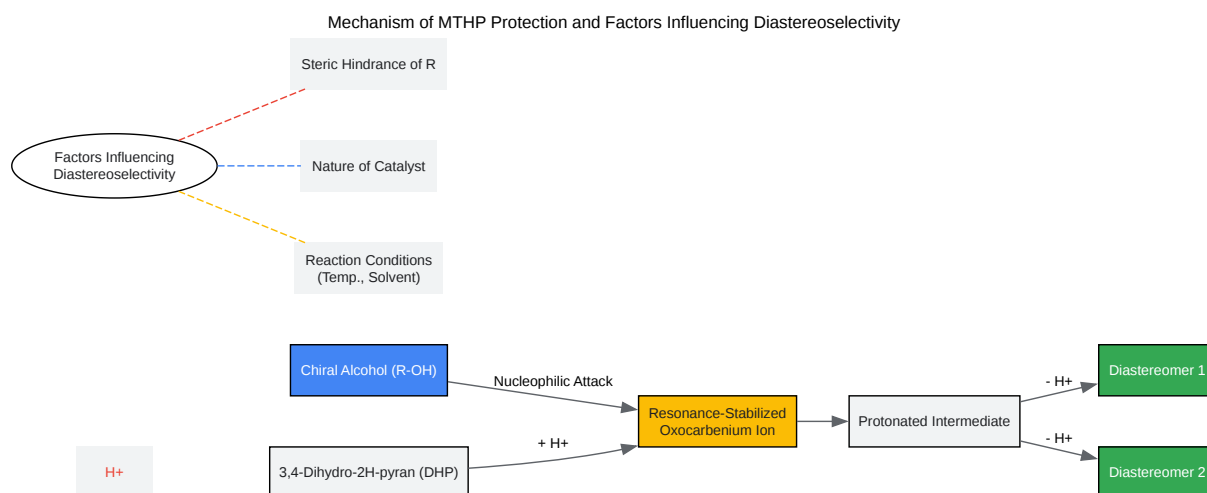 Mechanism of MTHP Protection and Factors Influencing Diastereoselectivity
Steric Hindrance of R
Factors Influencing
Diastereoselectivity
Nature of Catalyst
Reaction Conditions
(Temp., Solvent)
Chiral Alcohol (R-OH)
Nucleophilic Attack
Resonance-Stabilized
Oxocarbenium Ion
Protonated Intermediate
- H+
Diastereomer 1
H+
3,4-Dihydro-2H-pyran (DHP)
+ H+
- H+
Diastereomer 2